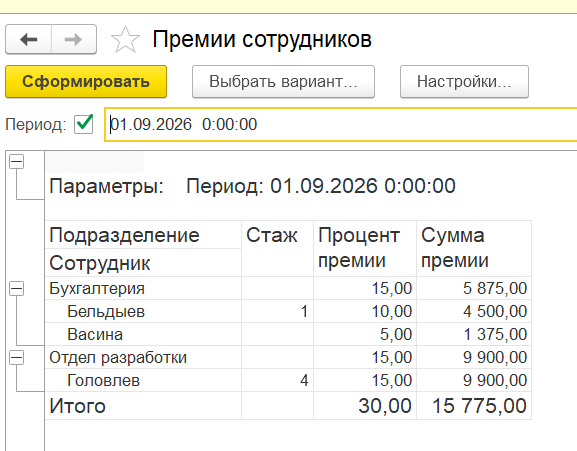 Премии сотрудников
Сформировать Выбрать вариант... Настройки...
Период: 01.09.2026 0:00:00
Параметры: Период: 01.09.2026 0:00:00
Подразделение Стаж Процент премии Сумма премии
Сотрудник
Бухгалтерия 15,00 5 875,00
Бельдыев 1 10,00 4 500,00
Васина 5,00 1 375,00
Отдел разработки 15,00 9 900,00
Головлев 4 15,00 9 900,00
Итого 30,00 15 775,00